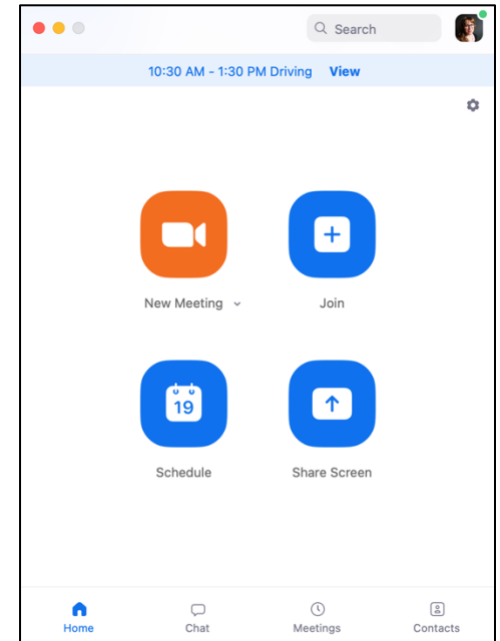 Search
10:30 AM - 1:30 PM Driving View
New Meeting
Join
19
Schedule
Share Screen
Home
Chat
Meetings
Contacts